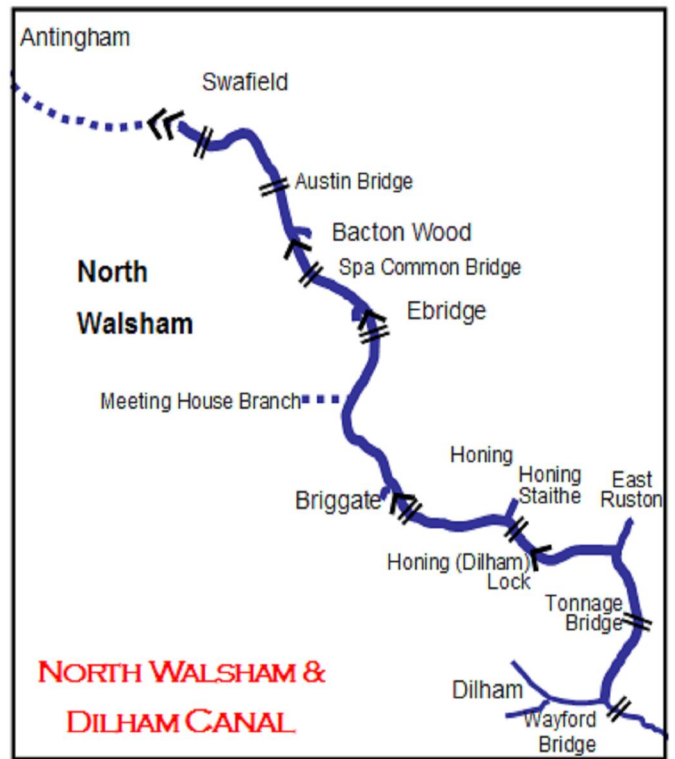 Antingham
Swafield
Austin Bridge
Bacton Wood
Spa Common Bridge
North
Walsham
Ebridge
Meeting House Branch
Honing
Honing
Staithe
East
Ruston
Briggate
Honing (Dilham)
Lock
Tonnage
Bridge
NORTH WALSHAM &
DILHAM CANAL
Dilham
Wayford
Bridge